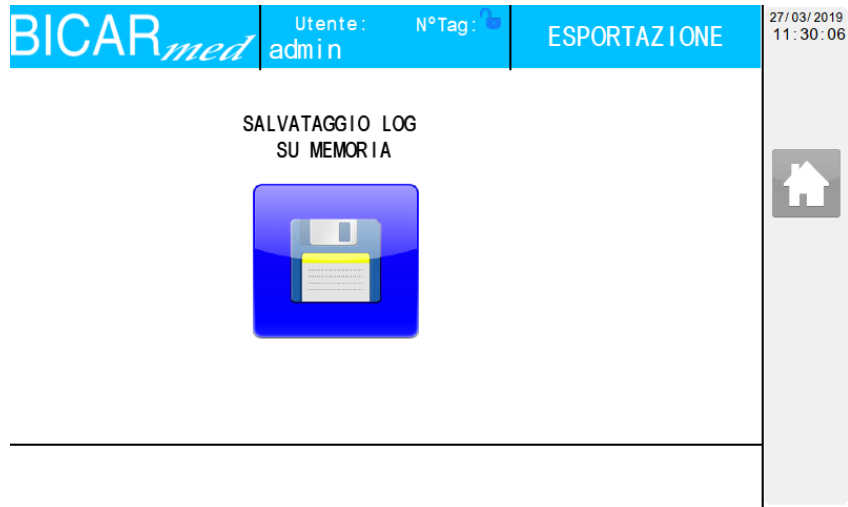 BICARmed
Utente: N°Tag:
admin
ESPORTAZIONE
27/03/2019
11:30:06
SALVATAGGIO LOG
SU MEMORIA